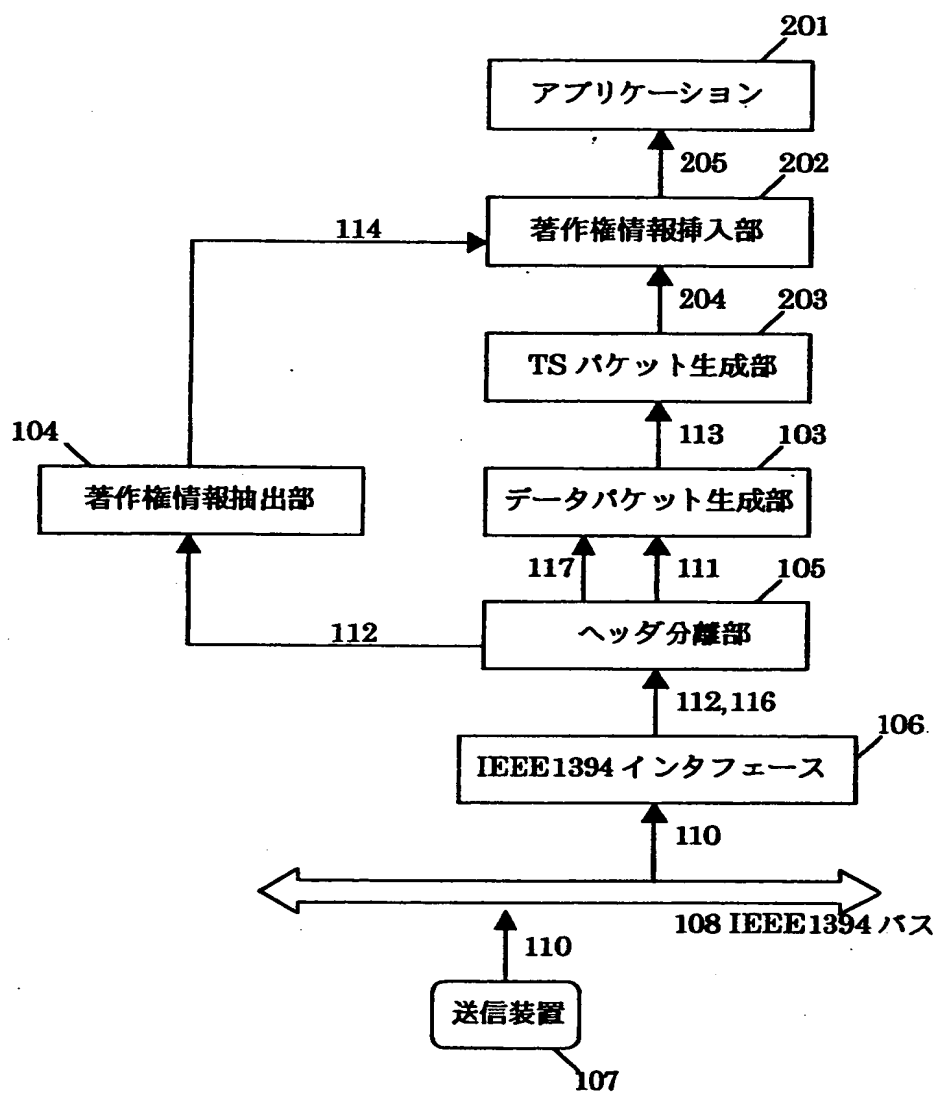 201
アプリケーション
205
202
著作権情報挿入部
114
204
203
TS パケット生成部
104
113
103
著作権情報抽出部
データパケット生成部
117
111
105
112
ヘッダ分離部
112,116
106
IEEE1394 インタフェース
110
108 IEEE1394 バス
110
送信装置
107